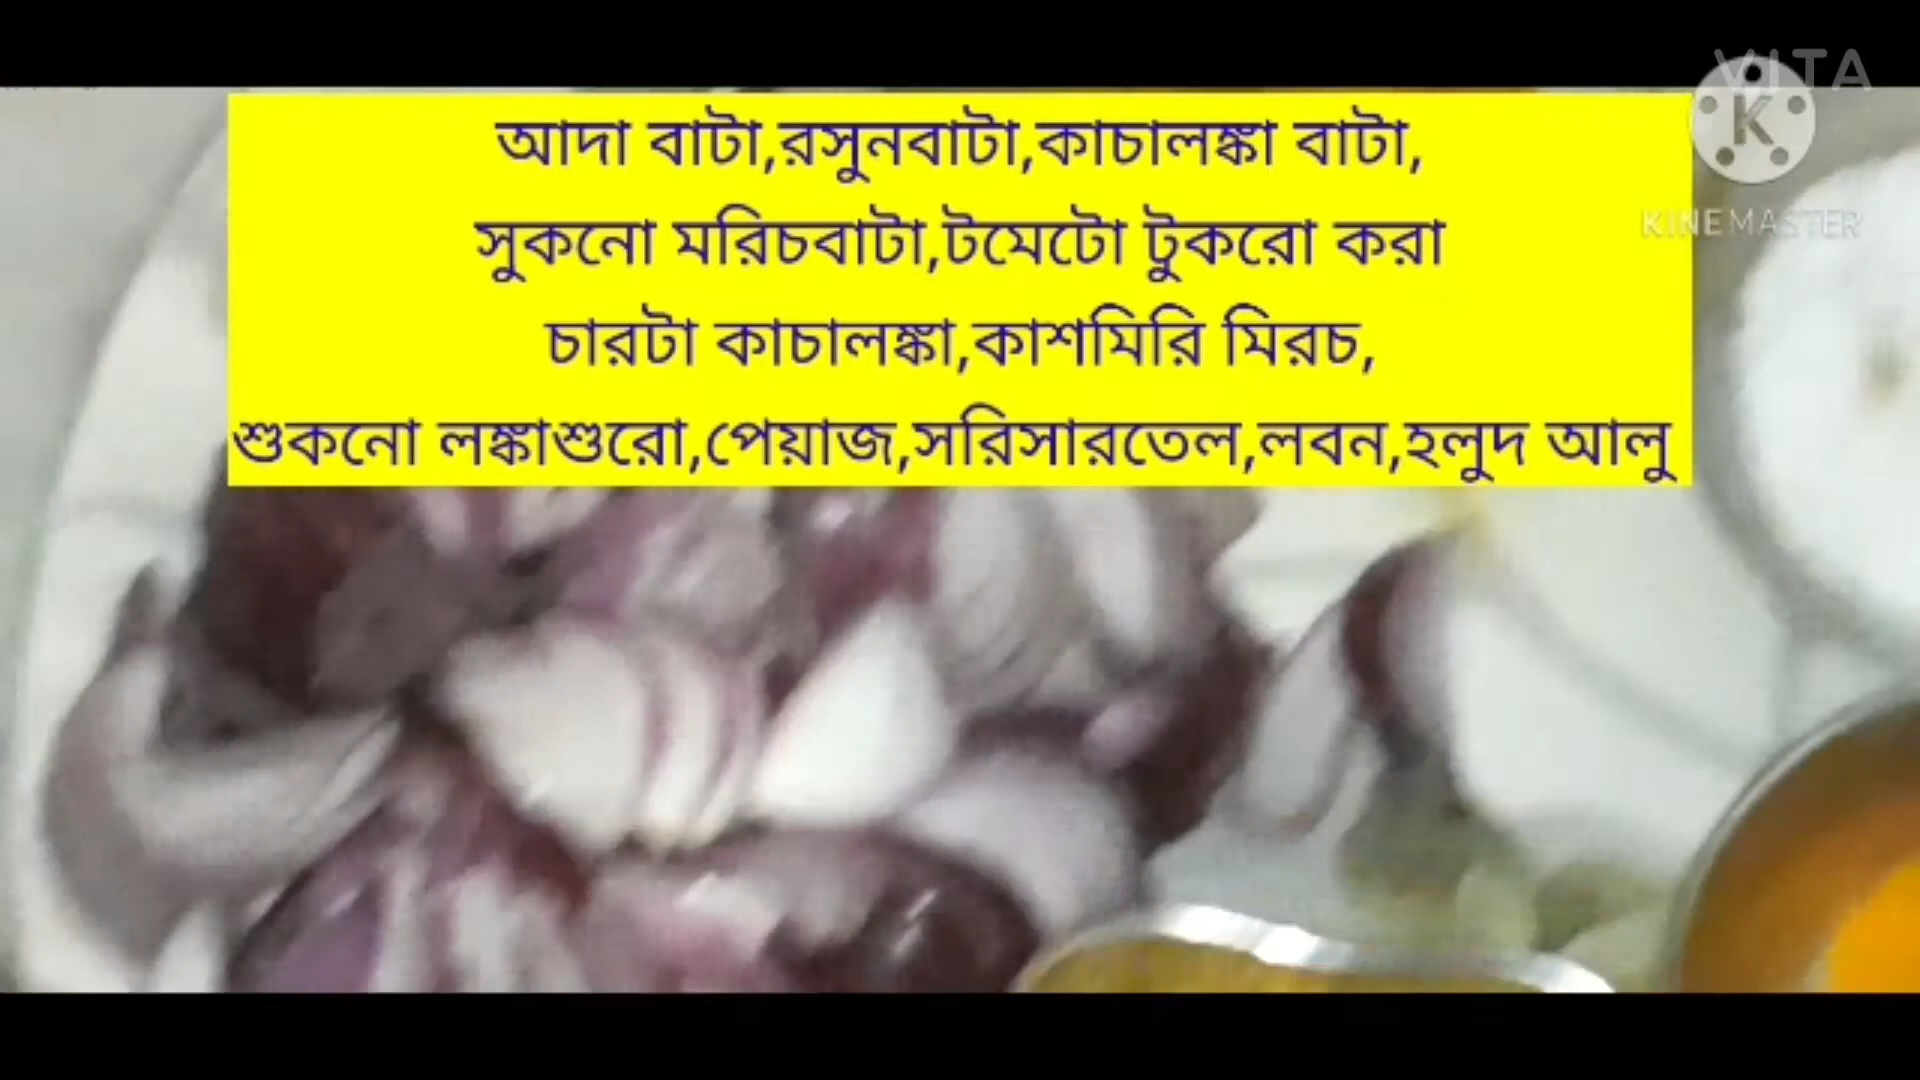 VITA
K
KINEMASTER
আদা বাটা,রসুনবাটা,কাচালঙ্কা বাটা,
সুকনো মরিচবাটা,টমেটো টুকরো করা
চারটা কাচালঙ্কা,কাশমিরি মিরচ,
শুকনো লঙ্কাশুরো,পেয়াজ,সরিসারতেল,লবন,হলুদ আলু